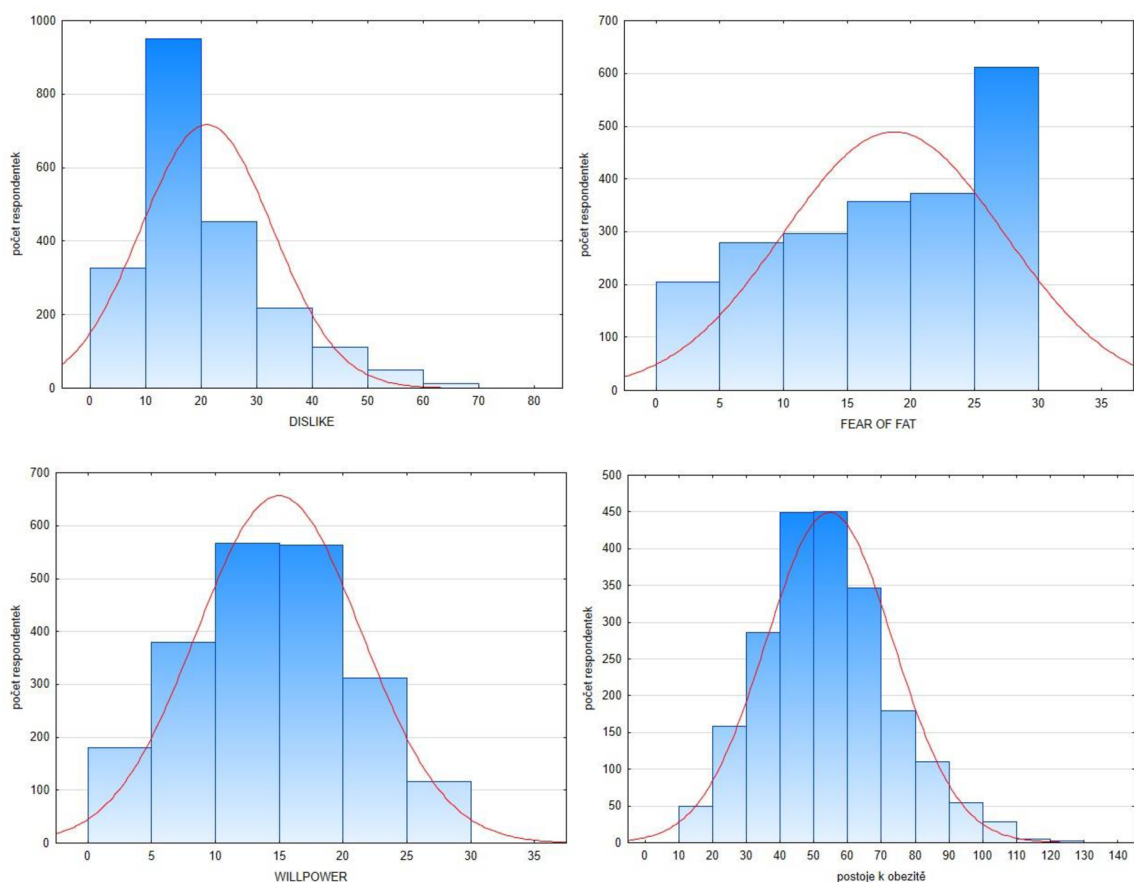 1000
800
600
400
200
0
počet respondentek
0 10 20 30 40 50 60 70 80
DISLIKE
700
600
500
400
300
200
100
0
počet respondentek
0 5 10 15 20 25 30 35
FEAR OF FAT
700
600
500
400
300
200
100
0
počet respondentek
0 5 10 15 20 25 30 35
WILLPOWER
500
450
400
350
300
250
200
150
100
50
0
počet respondentek
0 10 20 30 40 50 60 70 80 90 100 110 120 130 140
postoje k obezitě